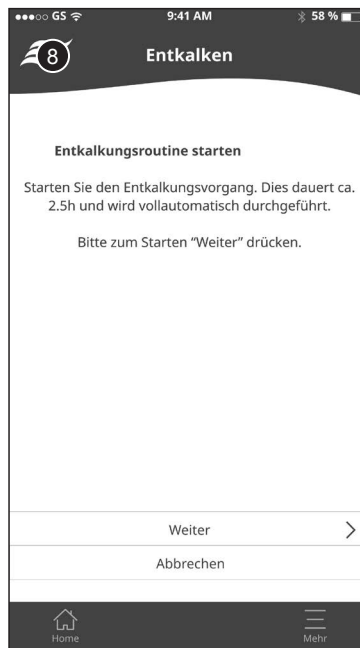 GS 9:41 AM 58 %
8 Entkalken
Entkalkungsroutine starten
Starten Sie den Entkalkungsvorgang. Dies dauert ca.
2.5h und wird vollautomatisch durchgeführt.
Bitte zum Starten “Weiter” drücken.
Weiter
Abbrechen
Home Mehr